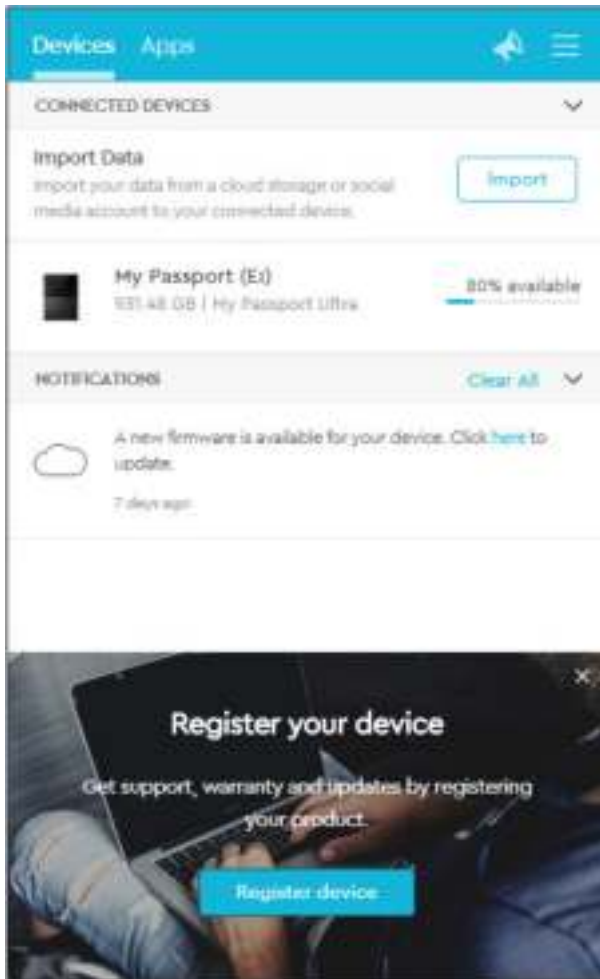 Devices Apps
CONNECTED DEVICES
Import Data
Import your data from a cloud storage or social
media account to your connected device.
Import
My Passport (E:)
931.48 GB | My Passport Ultra
80% available
NOTIFICATIONS
Clear All
A new firmware is available for your device. Click here to
update.
7 days ago
Register your device
Get support, warranty and updates by registering
your product.
Register device